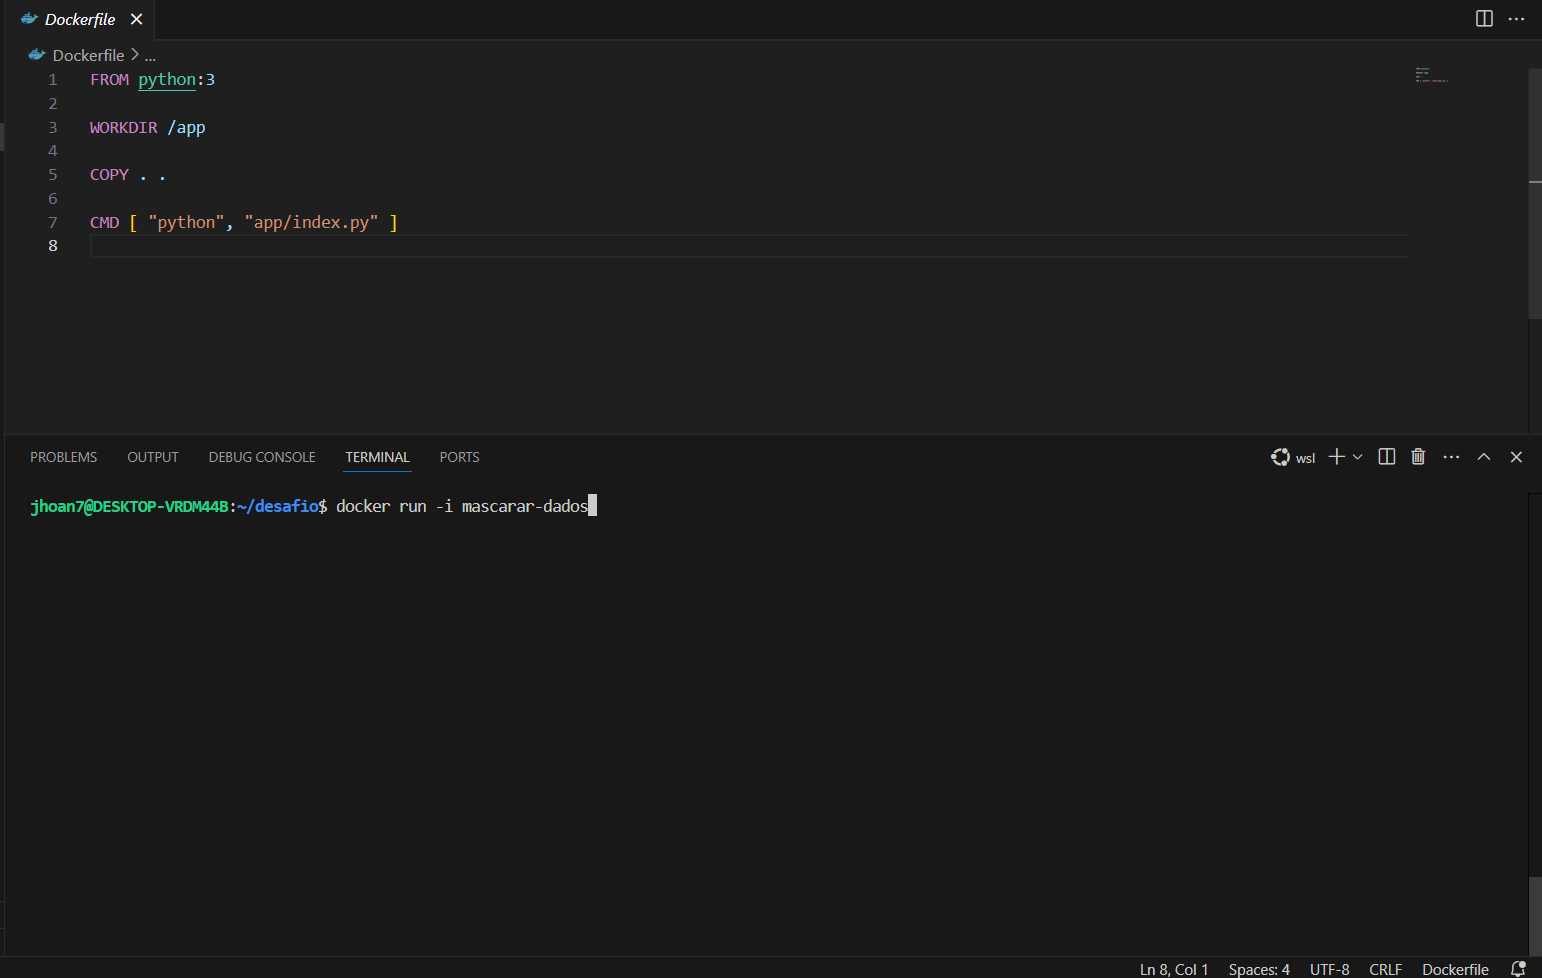 Dockerfile
Dockerfile > ...
1 FROM python:3
2
3 WORKDIR /app
4
5 COPY . .
6
7 CMD [ "python", "app/index.py" ]
8
PROBLEMS OUTPUT DEBUG CONSOLE TERMINAL PORTS wsl
jhoan7@DESKTOP-VRDM44B:~/desafio$ docker run -i mascarar-dados
Ln 8, Col 1 Spaces: 4 UTF-8 CRLF Dockerfile